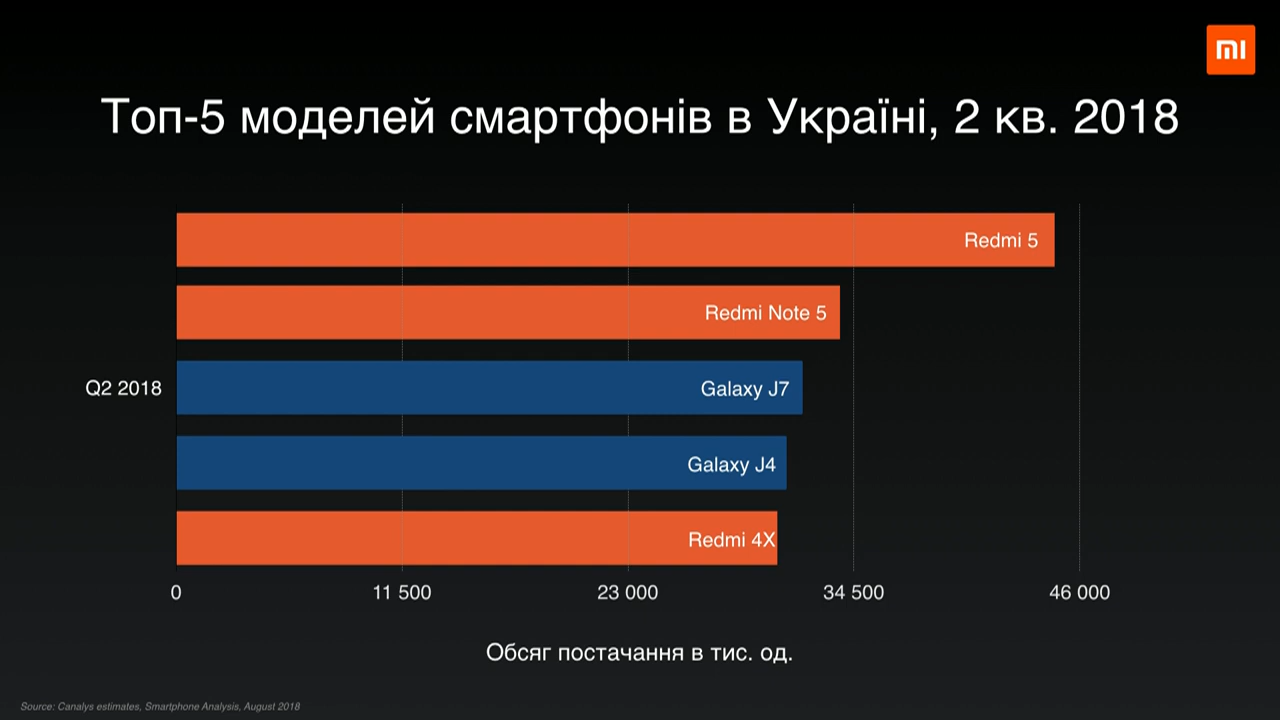 MI
Топ-5 моделей смартфонів в Україні, 2 кв. 2018
Redmi 5
Redmi Note 5
Q2 2018
Galaxy J7
Galaxy J4
Redmi 4X
0 11 500 23 000 34 500 46 000
Обсяг постачання в тис. од.
Source: Canalys estimates, Smartphone Analysis, August 2018